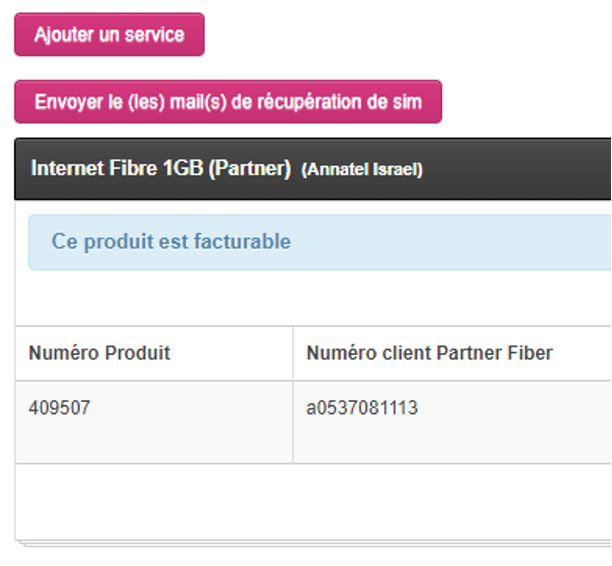 Ajouter un service
Envoyer le (les) mail(s) de récupération de sim
Internet Fibre 1GB (Partner) (Annatel Israel)
Ce produit est facturable
Numéro Produit Numéro client Partner Fiber
409507 a0537081113